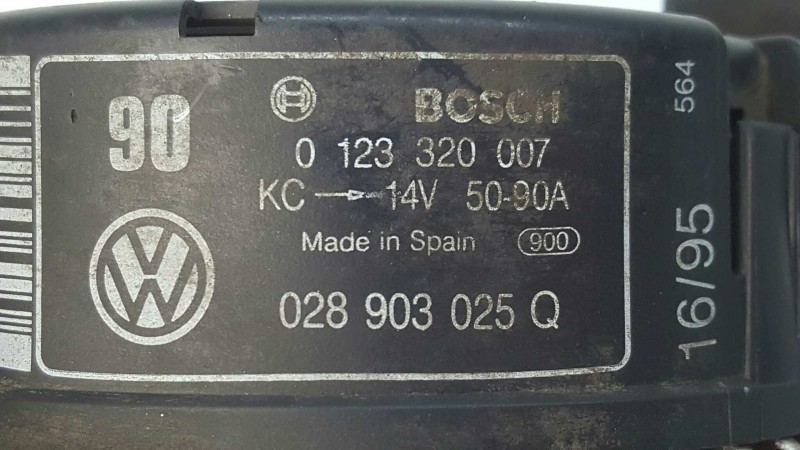 90
BOSCH
0 123 320 007
KC → 14V 50-90A
Made in Spain 900
028 903 025 Q
16/95 564